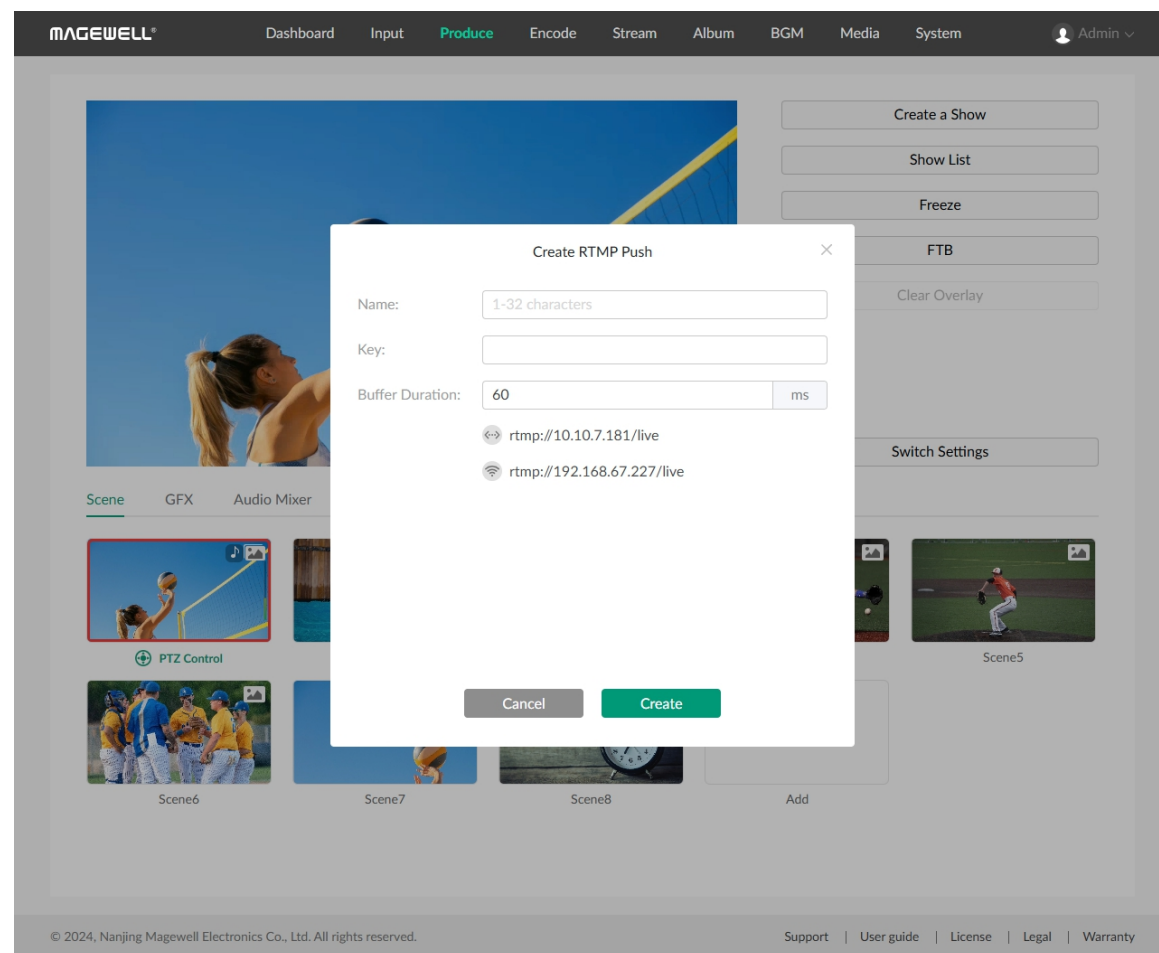 MAGEWELL®
Dashboard Input Produce Encode Stream Album BGM Media System Admin
Create a Show
Show List
Freeze
FTB
Clear Overlay
Switch Settings
Create RTMP Push
Name: 1-32 characters
Key:
Buffer Duration: 60 ms
rtmp://10.10.7.181/live
rtmp://192.168.67.227/live
Cancel Create
Scene GFX Audio Mixer
PTZ Control
Scene5
Scene6 Scene7 Scene8 Add
© 2024, Nanjing Magewell Electronics Co., Ltd. All rights reserved.
Support | User guide | License | Legal | Warranty